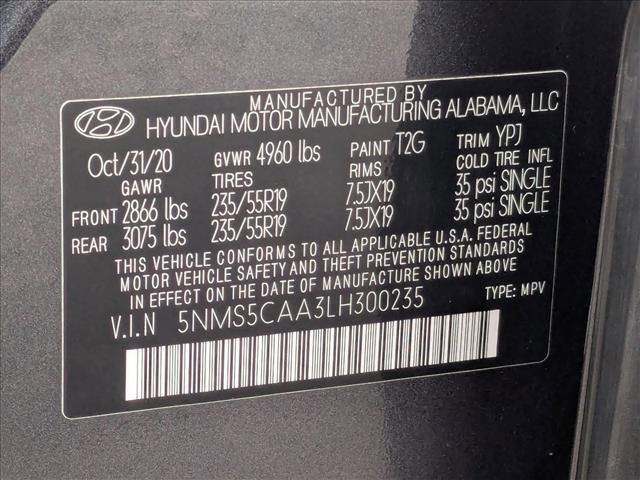 MANUFACTURED BY
HYUNDAI MOTOR MANUFACTURING ALABAMA, LLC
Oct/31/20 GVWR 4960 lbs PAINT T2G TRIM YPJ
GAWR TIRES RIMS COLD TIRE INFL
FRONT 2866 lbs 235/55R19 7.5JX19 35 psi SINGLE
REAR 3075 lbs 235/55R19 7.5JX19 35 psi SINGLE
THIS VEHICLE CONFORMS TO ALL APPLICABLE U.S.A. FEDERAL
MOTOR VEHICLE SAFETY AND THEFT PREVENTION STANDARDS
IN EFFECT ON THE DATE OF MANUFACTURE SHOWN ABOVE
V.I.N 5NMS5CAA3LH300235 TYPE: MPV